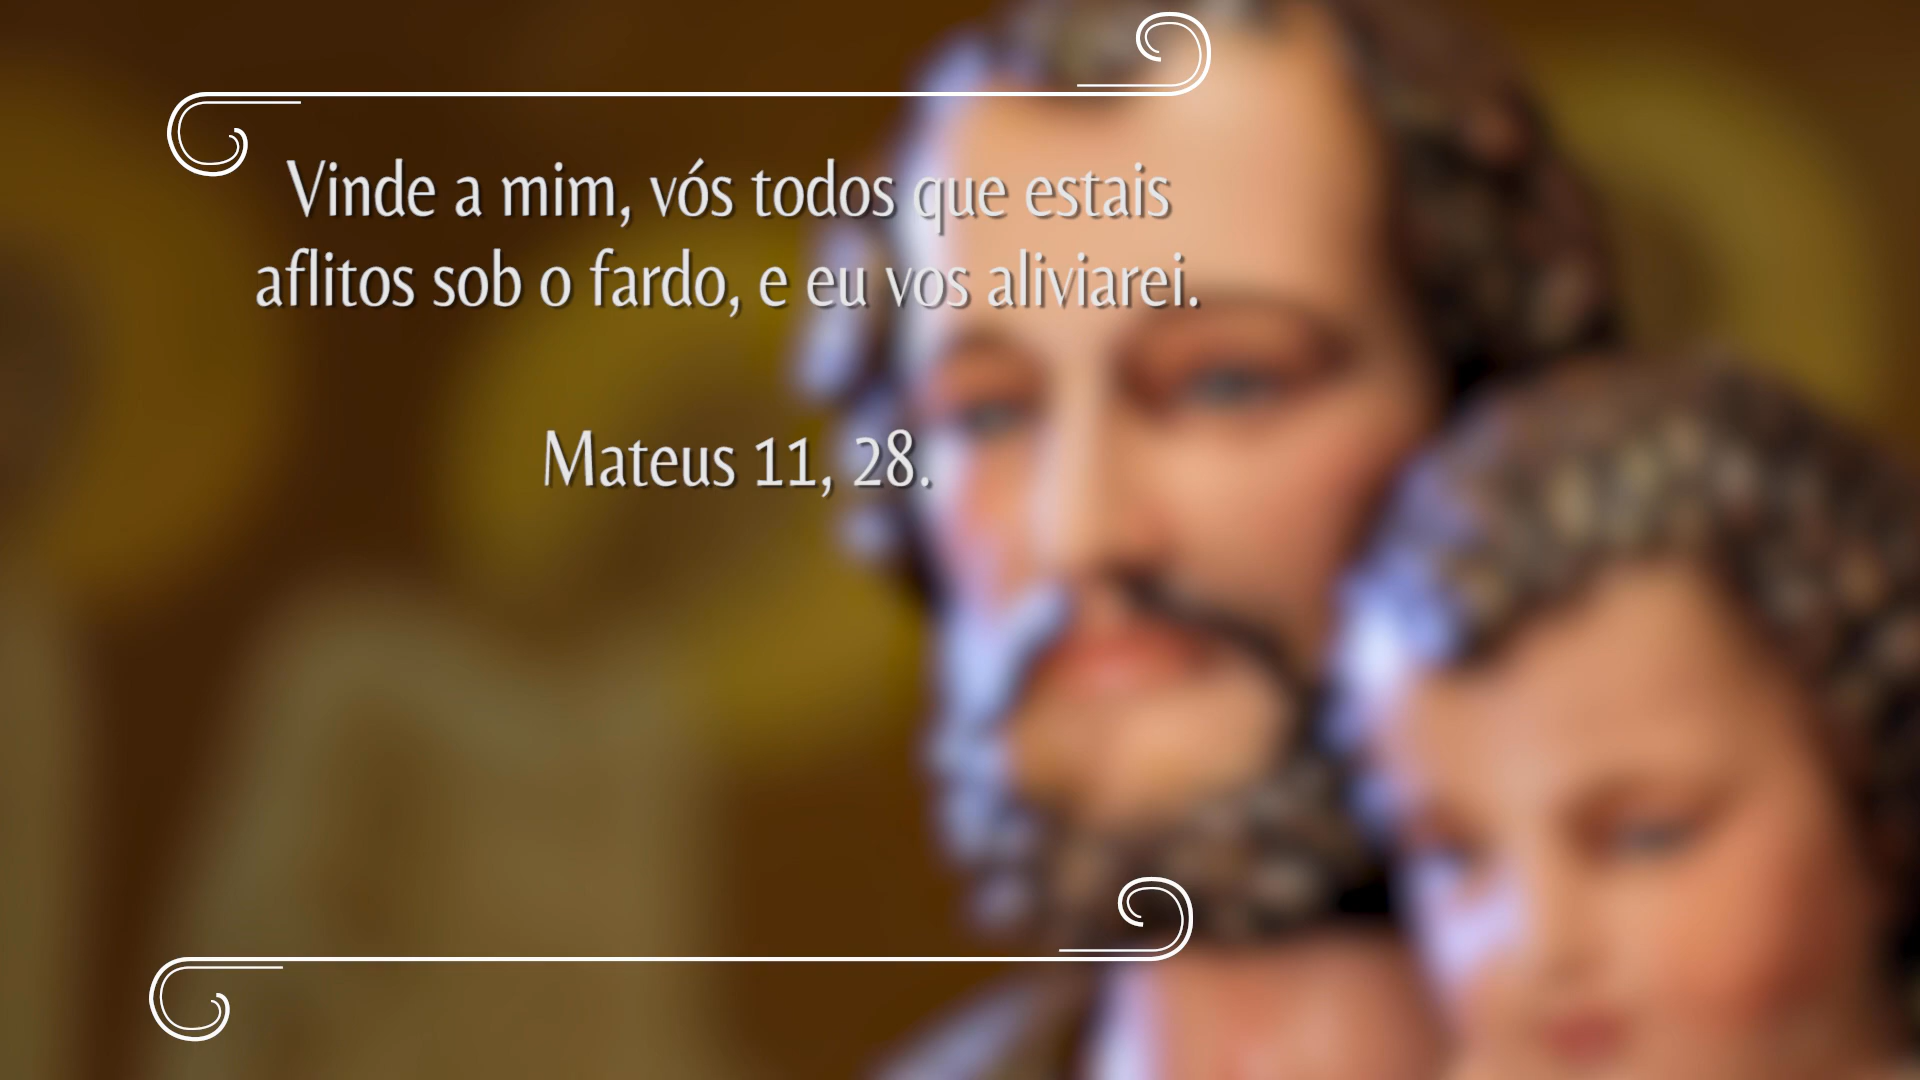 Vinde a mim, vós todos que estais
aflitos sob o fardo, e eu vos aliviarei.
Mateus 11, 28.